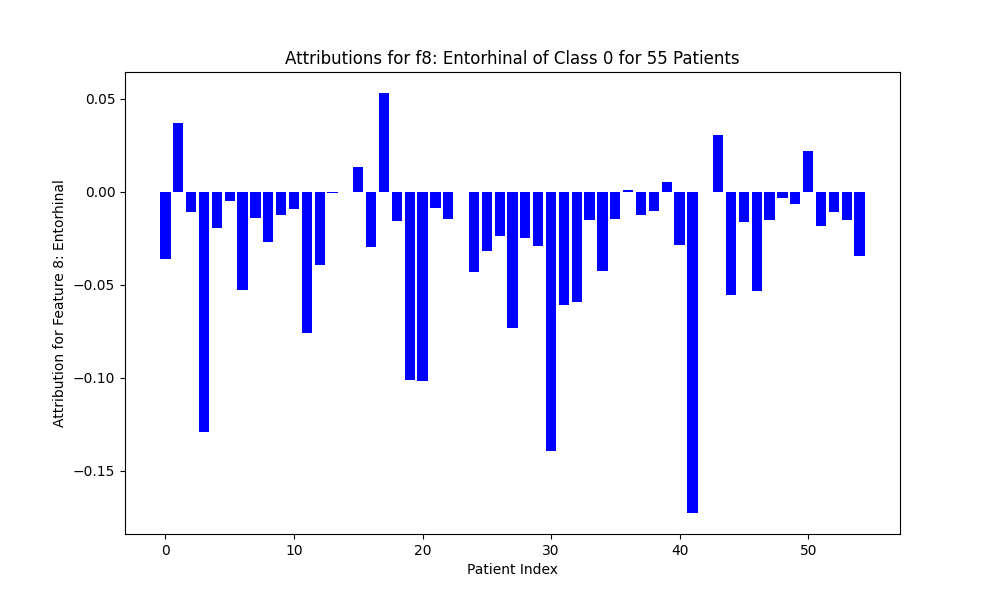 Attributions for f8: Entorhinal of Class 0 for 55 Patients
Attribution for Feature 8: Entorhinal
0.05
0.00
−0.05
−0.10
−0.15
0 10 20 30 40 50
Patient Index